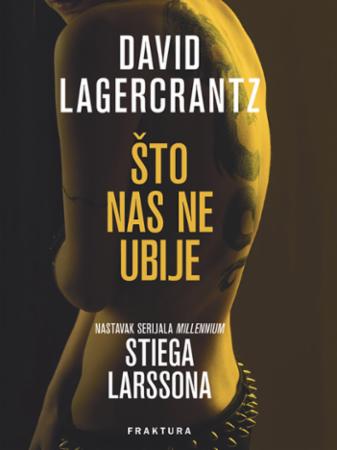 DAVID
LAGERCRANTZ
ŠTO
NAS NE
UBIJE
NASTAVAK SERIJALA MILLENNIUM
STIEGA
LARSSONA
FRAKTURA